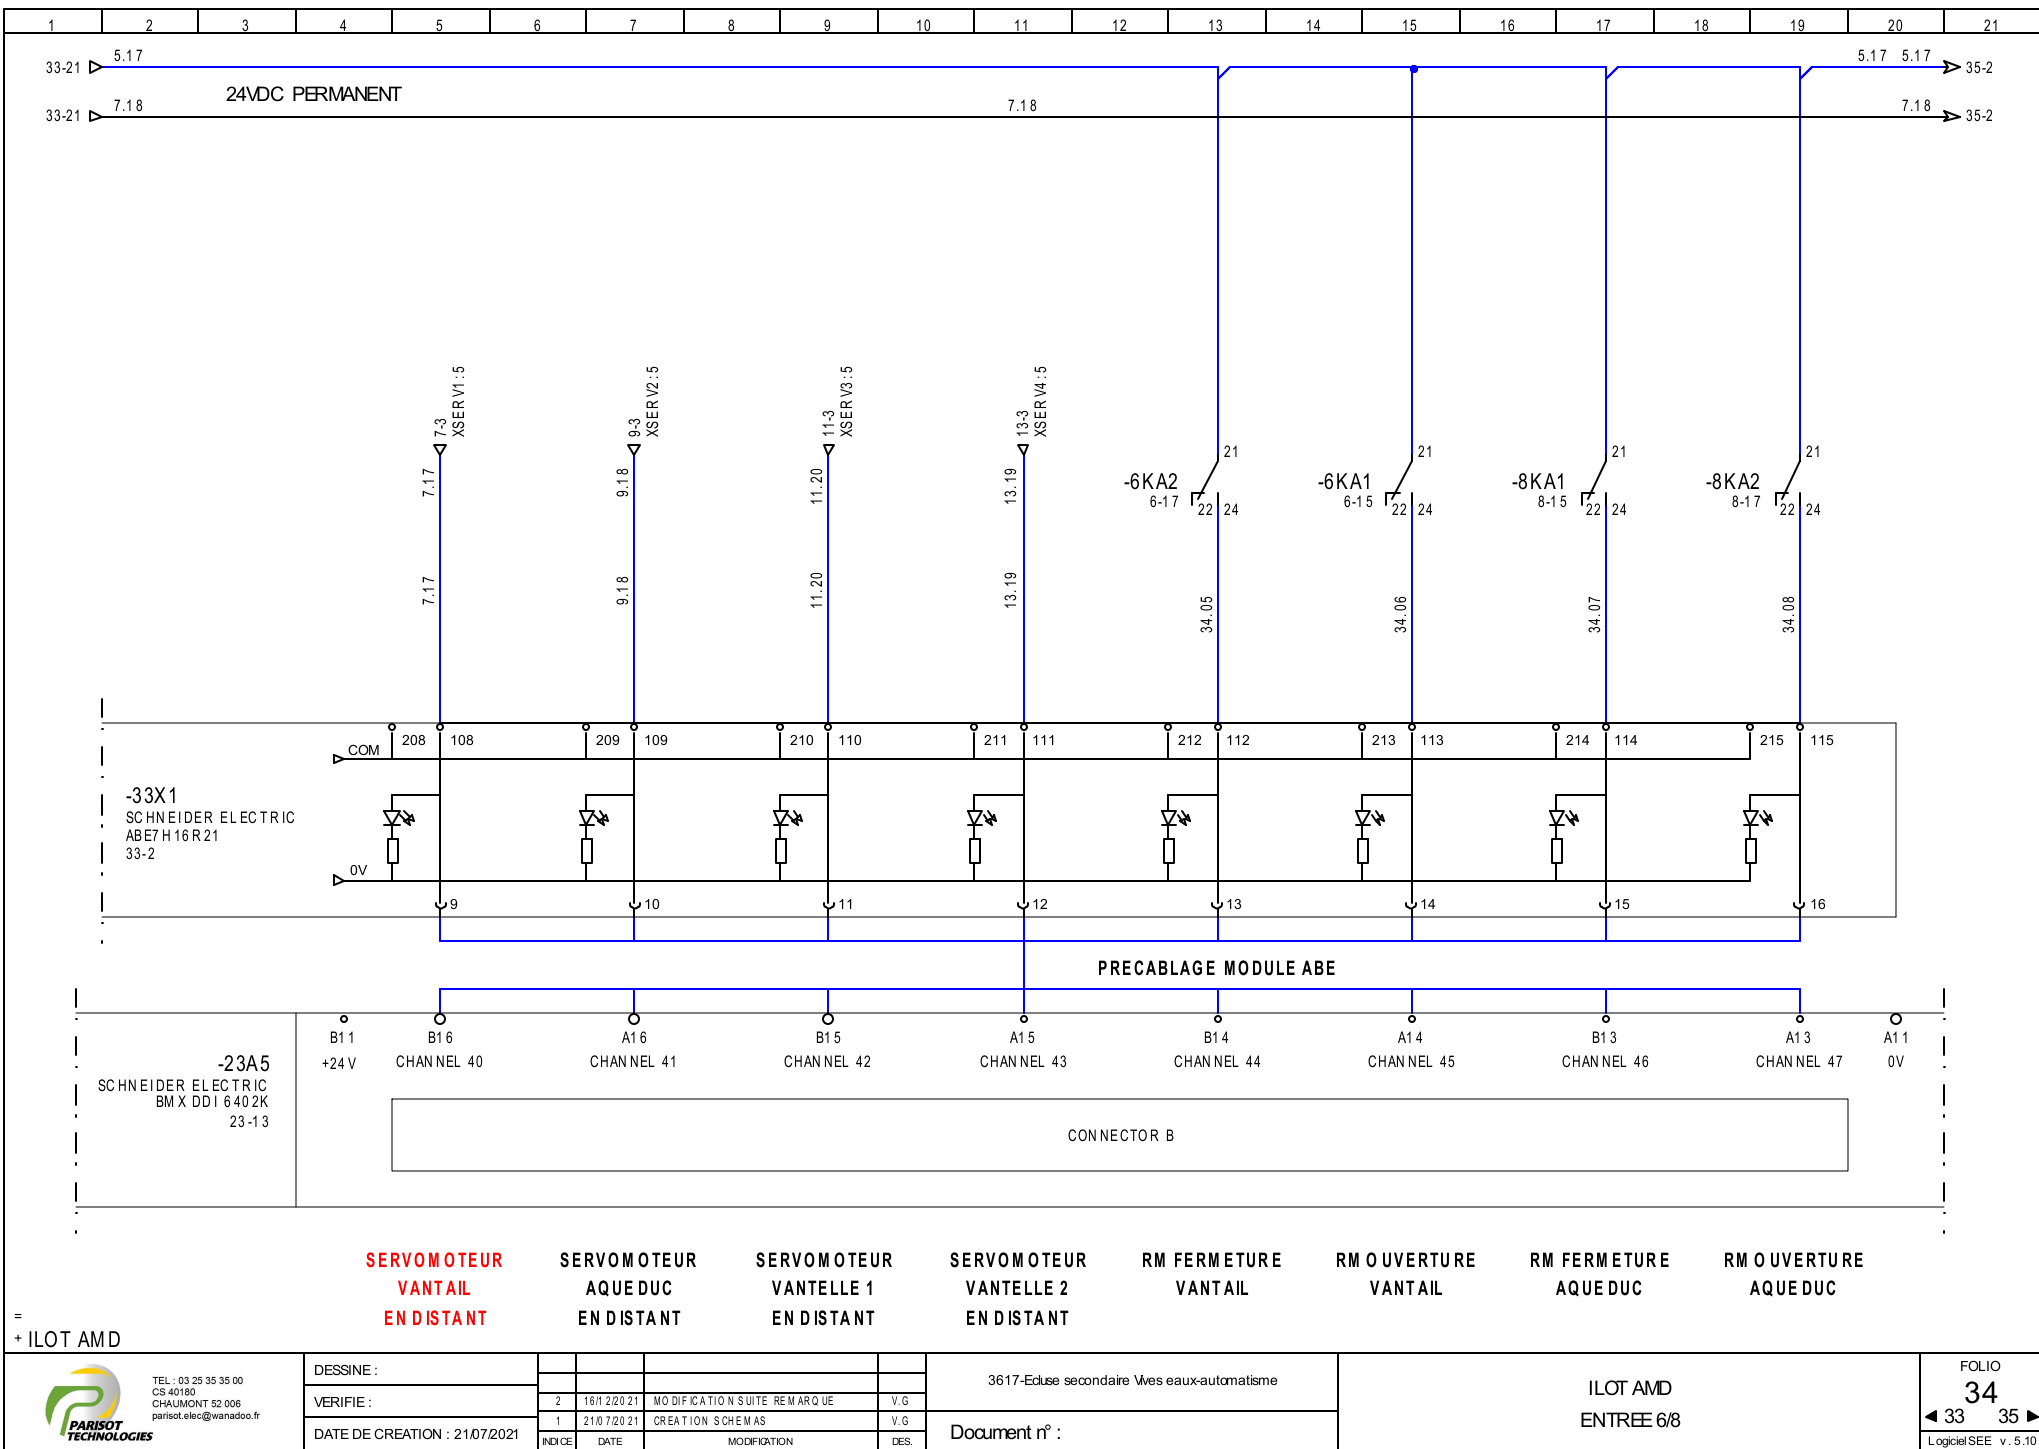 1 2 3 4 5 6 7 8 9 10 11 12 13 14 15 16 17 18 19 20 21
33-21 5.17 5.17 5.17 35-2
24VDC PERMANENT
33-21 7.18 7.18 7.18 35-2
7-3 XSERV1:5
9-3 XSERV2:5
11-3 XSERV3:5
13-3 XSERV4:5
7.17 9.18 11.20 13.19
-6KA2 6-17 21 22 24
-6KA1 6-15 21 22 24
-8KA1 8-15 21 22 24
-8KA2 8-17 21 22 24
7.17 9.18 11.20 13.19 34.05 34.06 34.07 34.08
COM 208 108 209 109 210 110 211 111 212 112 213 113 214 114 215 115
-33X1
SCHNEIDER ELECTRIC
ABE7H16R21
33-2
0V
9 10 11 12 13 14 15 16
PRECABLAGE MODULE ABE
B11 B16 A16 B15 A15 B14 A14 B13 A13 A11
+24V CHANNEL 40 CHANNEL 41 CHANNEL 42 CHANNEL 43 CHANNEL 44 CHANNEL 45 CHANNEL 46 CHANNEL 47 0V
-23A5
SCHNEIDER ELECTRIC
BMX DDI 6402K
23-13
CONNECTOR B
SERVOMOTEUR
VANTAIL
EN DISTANT
SERVOMOTEUR
AQUEDUC
EN DISTANT
SERVOMOTEUR
VANTELLE 1
EN DISTANT
SERVOMOTEUR
VANTELLE 2
EN DISTANT
RM FERMETURE
VANTAIL
RM OUVERTURE
VANTAIL
RM FERMETURE
AQUEDUC
RM OUVERTURE
AQUEDUC
=
+ ILOT AMD
PARISOT
TECHNOLOGIES
TEL : 03 25 35 35 00
CS 40180
CHAUMONT 52 006
parisot.elec@wanadoo.fr
DESSINE :
VERIFIE :
DATE DE CREATION : 21/07/2021
2 16/12/2021 MODIFICATION SUITE REMARQUE V.G
1 21/07/2021 CREATION SCHEMAS V.G
INDICE DATE MODIFICATION DES.
3617-Ecluse secondaire Vives eaux-automatisme
Document n° :
ILOT AMD
ENTREE 6/8
FOLIO
34
33 35
Logiciel SEE v. 5.10